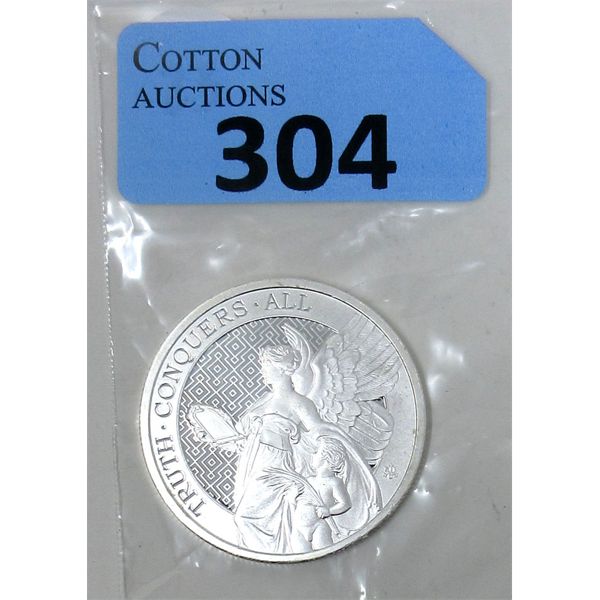 COTTON
AUCTIONS
304
TRUTH · CONQUERS · ALL